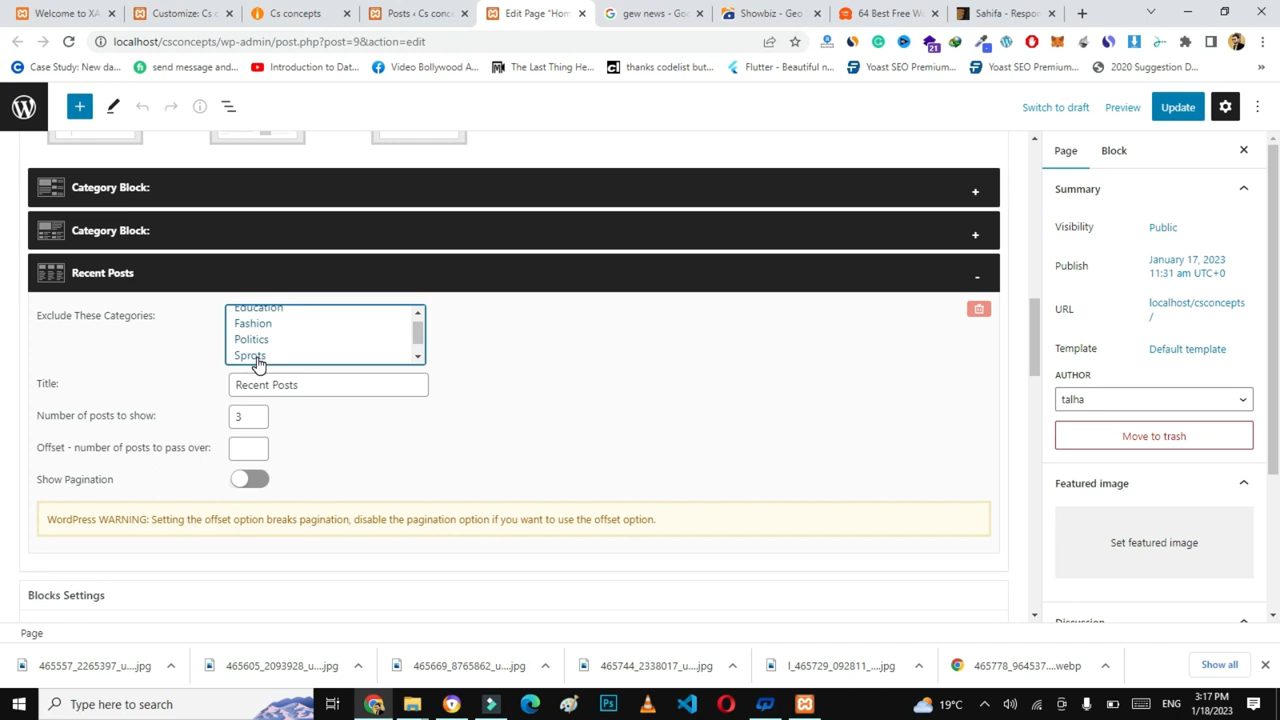 Welcome to XA
Customize: Cs c
Cs concepts
Posts ‹ Cs conc
Edit Page "Hom
gew news - Goo
Showbiz - Geo
64 Best Free Wo
Sahifa - Respon
localhost/csconcepts/wp-admin/post.php?post=9&action=edit
21
Case Study: New da...
send message and...
Introduction to Dat...
Video Bollywood A...
The Last Thing He...
thanks codelist but...
Flutter - Beautiful n...
Yoast SEO Premium...
Yoast SEO Premium...
2020 Suggestion D...
»
Switch to draft
Preview
Update
Page
Block
Category Block:
+
Category Block:
+
Recent Posts
-
Exclude These Categories:
Education
Fashion
Politics
Sprots
Title:
Recent Posts
Number of posts to show:
3
Offset - number of posts to pass over:
Show Pagination
WordPress WARNING: Setting the offset option breaks pagination, disable the pagination option if you want to use the offset option.
Blocks Settings
Summary
Visibility
Public
Publish
January 17, 2023
11:31 am UTC+0
URL
localhost/csconcepts
/
Template
Default template
AUTHOR
talha
Move to trash
Featured image
Set featured image
Discussion
Page
465557_2265397_u....jpg
465605_2093928_u....jpg
465669_8765862_u....jpg
465744_2338017_u....jpg
l_465729_092811_....jpg
465778_964537....webp
Show all
Type here to search
Ps
19°C
ENG
3:17 PM
1/18/2023